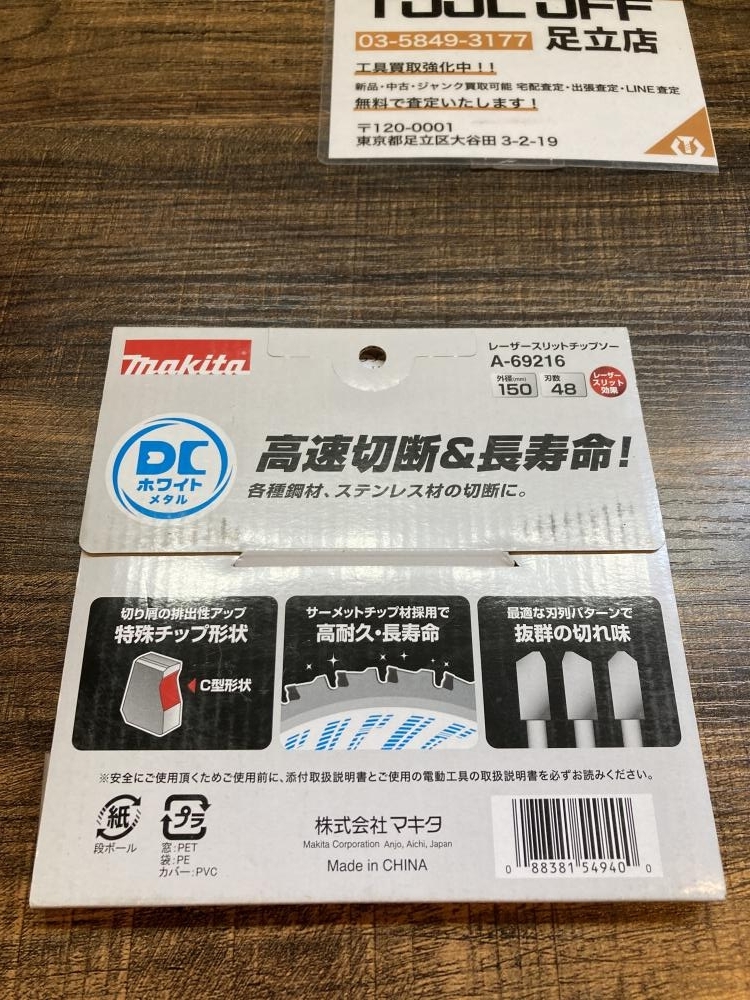 TOOL OFF
03-5849-3177 足立店
工具買取強化中！！
新品・中古・ジャンク買取可能 宅配査定・出張査定・LINE査定
無料で査定いたします！
〒120-0001
東京都足立区大谷田 3-2-19
makita
レーザースリットチップソー
A-69216
外径(mm) 150 刃数 48
レーザー
スリット
効果
DC
ホワイト
メタル
高速切断&長寿命!
各種鋼材、ステンレス材の切断に。
切り屑の排出性アップ
特殊チップ形状
C型形状
サーメットチップ材採用で
高耐久・長寿命
最適な刃列パターンで
抜群の切れ味
※安全にご使用頂くためご使用前に、添付取扱説明書とご使用の電動工具の取扱説明書を必ずお読みください。
紙
段ボール
プラ
窓:PET
袋:PE
カバー:PVC
株式会社マキタ
Makita Corporation Anjo, Aichi, Japan
Made in CHINA
0 88381 54940 0